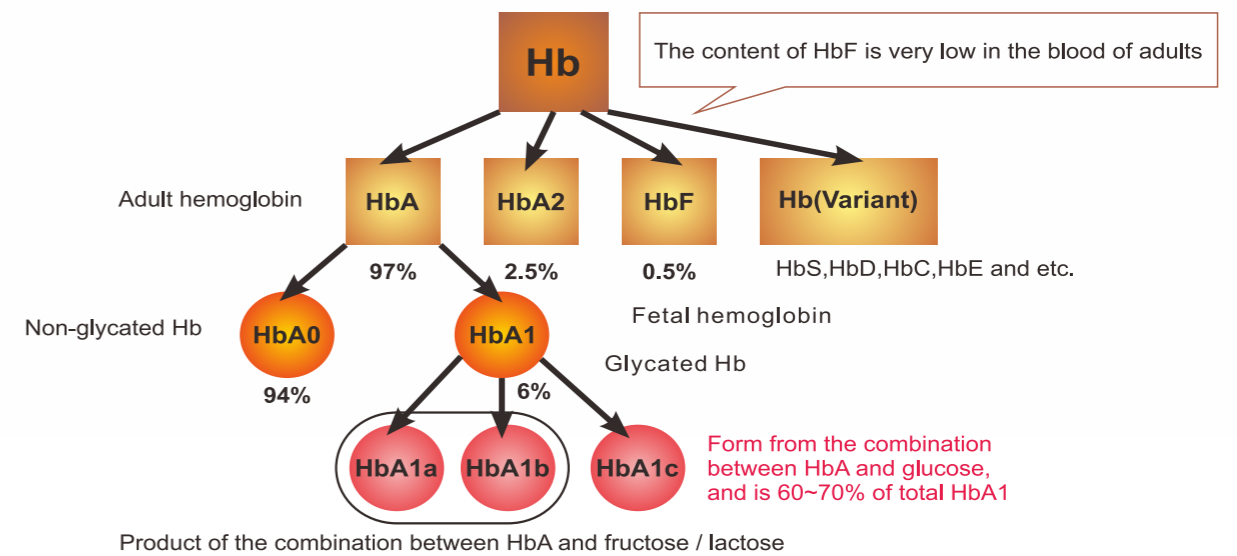 Hb
The content of HbF is very low in the blood of adults
Adult hemoglobin
HbA
HbA2
HbF
Hb(Variant)
97%
2.5%
0.5%
HbS,HbD,HbC,HbE and etc.
Non-glycated Hb
HbA0
HbA1
Fetal hemoglobin
Glycated Hb
94%
6%
HbA1a
HbA1b
HbA1c
Form from the combination
between HbA and glucose,
and is 60~70% of total HbA1
Product of the combination between HbA and fructose / lactose